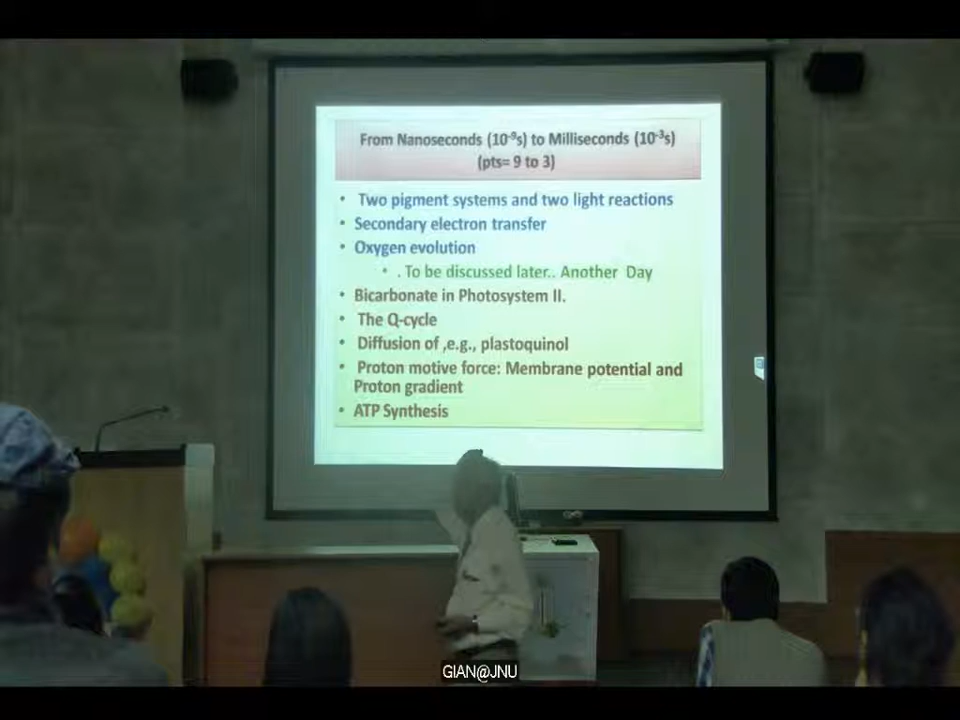 From Nanoseconds (10⁻⁹s) to Milliseconds (10⁻³s)
(pts= 9 to 3)
• Two pigment systems and two light reactions
• Secondary electron transfer
• Oxygen evolution
• . To be discussed later.. Another Day
• Bicarbonate in Photosystem II.
• The Q-cycle
• Diffusion of ,e.g., plastoquinol
• Proton motive force: Membrane potential and
Proton gradient
• ATP Synthesis
GIAN@JNU